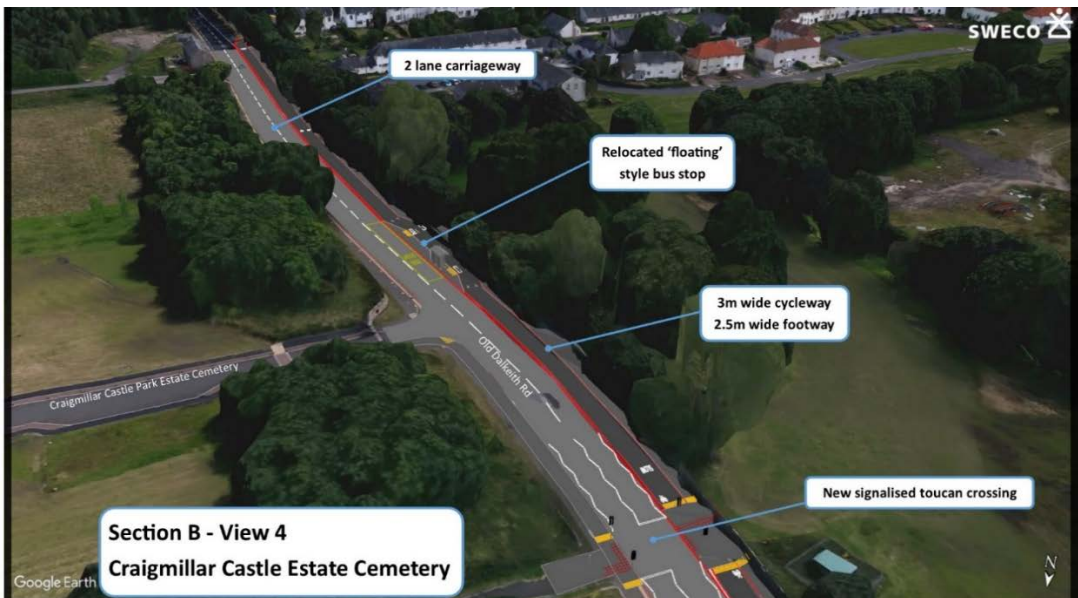 SWECO
2 lane carriageway
Relocated ‘floating’
style bus stop
3m wide cycleway
2.5m wide footway
Old Dalkeith Rd
Craigmillar Castle Park Estate Cemetery
New signalised toucan crossing
Section B - View 4
Craigmillar Castle Estate Cemetery
Google Earth
N